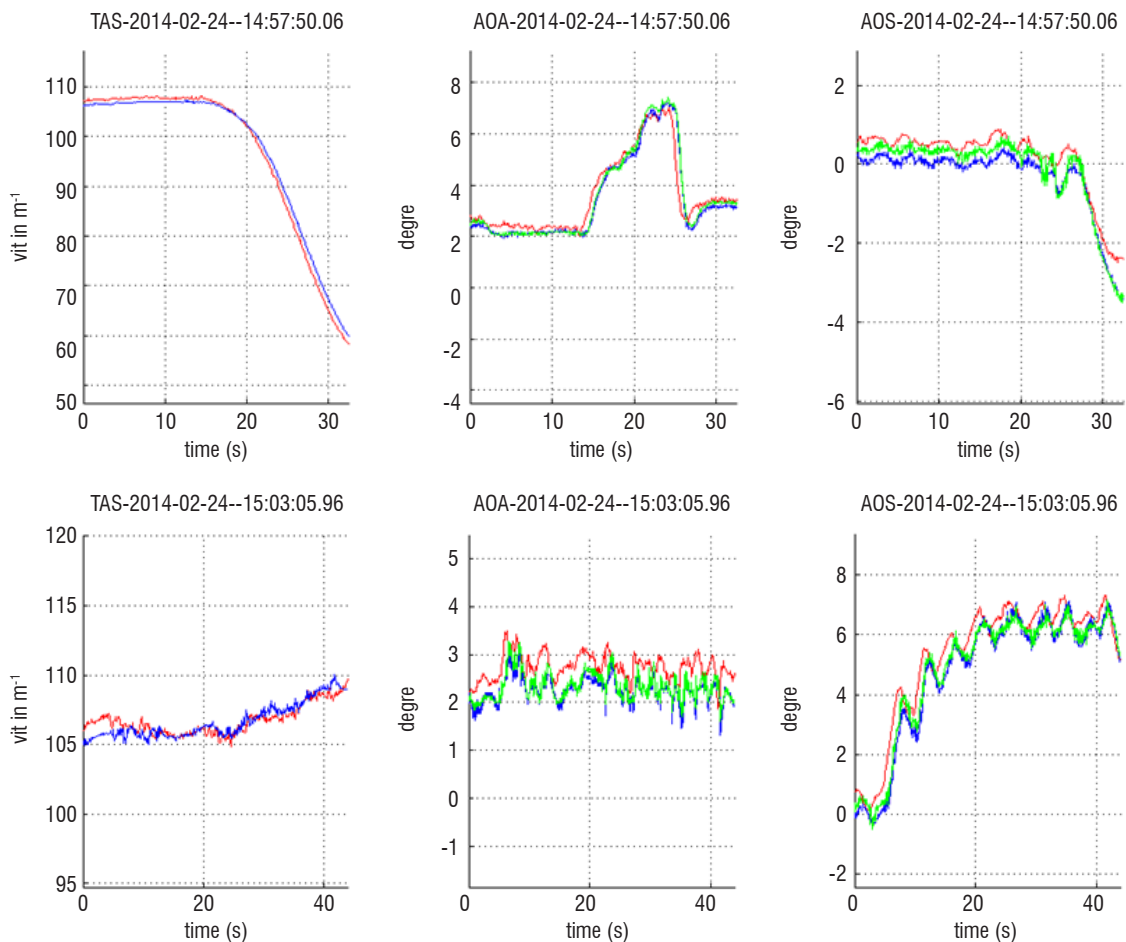 TAS-2014-02-24--14:57:50.06
110
100
90
80
70
60
50
vit in m-1
0 10 20 30
time (s)
AOA-2014-02-24--14:57:50.06
8
6
4
2
0
-2
-4
degre
0 10 20 30
time (s)
AOS-2014-02-24--14:57:50.06
2
0
-2
-4
-6
degre
0 10 20 30
time (s)
TAS-2014-02-24--15:03:05.96
120
115
110
105
100
95
vit in m-1
0 20 40
time (s)
AOA-2014-02-24--15:03:05.96
5
4
3
2
1
0
-1
degre
0 20 40
time (s)
AOS-2014-02-24--15:03:05.96
8
6
4
2
0
-2
degre
0 20 40
time (s)